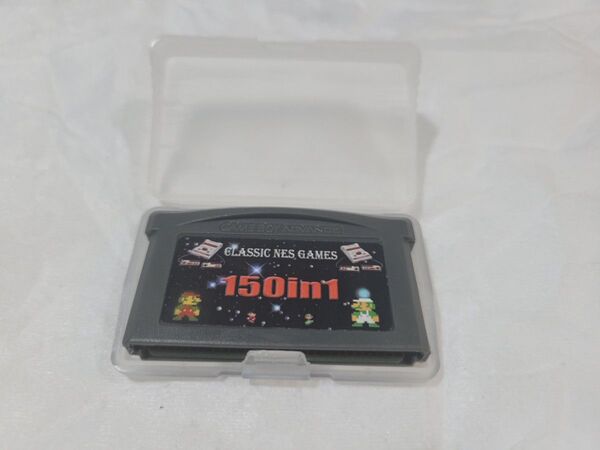 GAME BOY ADVANCE
CLASSIC NES GAMES
150in1